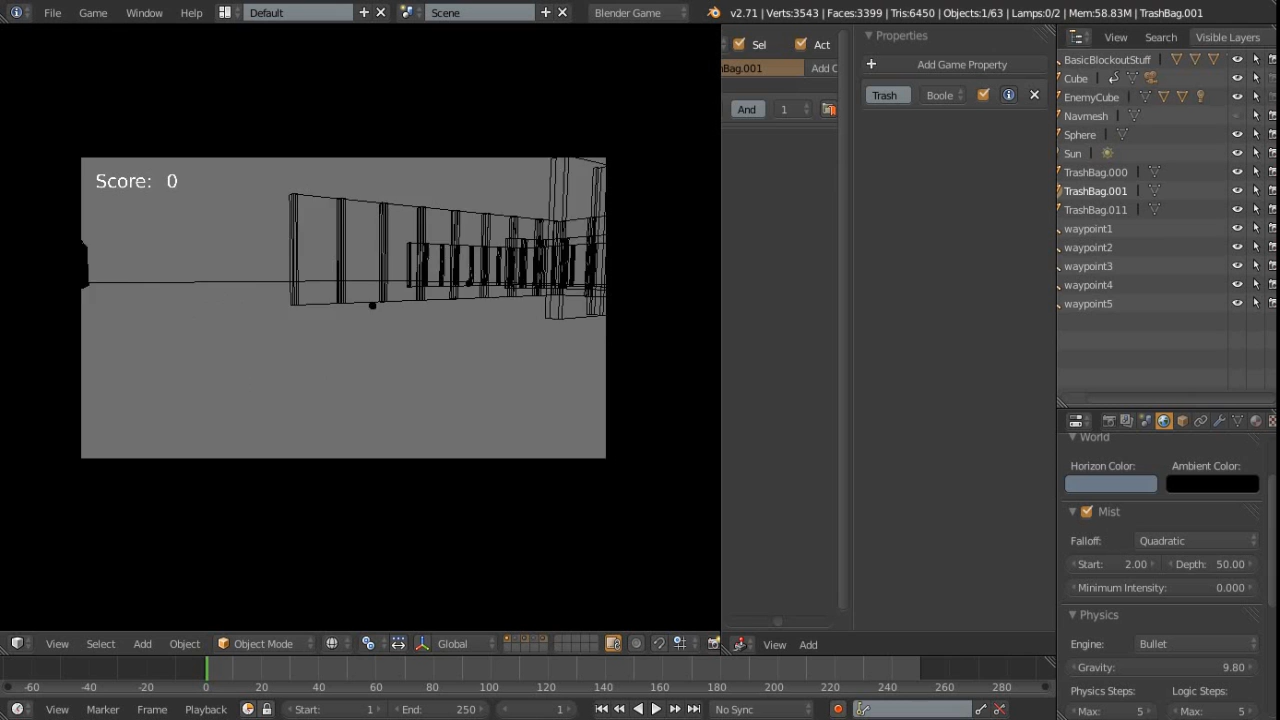 File Game Window Help Default Scene Blender Game v2.71 | Verts:3543 | Faces:3399 | Tris:6450 | Objects:1/63 | Lamps:0/2 | Mem:58.83M | TrashBag.001
Sel Act Properties View Search Visible Layers
Bag.001 Add Add Game Property BasicBlockoutStuff
Cube
Trash Boole EnemyCube
And 1 Navmesh
Sphere
Sun
Score: 0 TrashBag.000
TrashBag.001
TrashBag.011
waypoint1
waypoint2
waypoint3
waypoint4
waypoint5
World
Horizon Color: Ambient Color:
Mist
Falloff: Quadratic
Start: 2.00 Depth: 50.00
Minimum Intensity: 0.000
Physics
View Select Add Object Object Mode Global View Add Engine: Bullet
Gravity: 9.80
-60 -40 -20 0 20 40 60 80 100 120 140 160 180 200 220 240 260 280 Physics Steps: Logic Steps:
View Marker Frame Playback Start: 1 End: 250 1 No Sync Max: 5 Max: 5